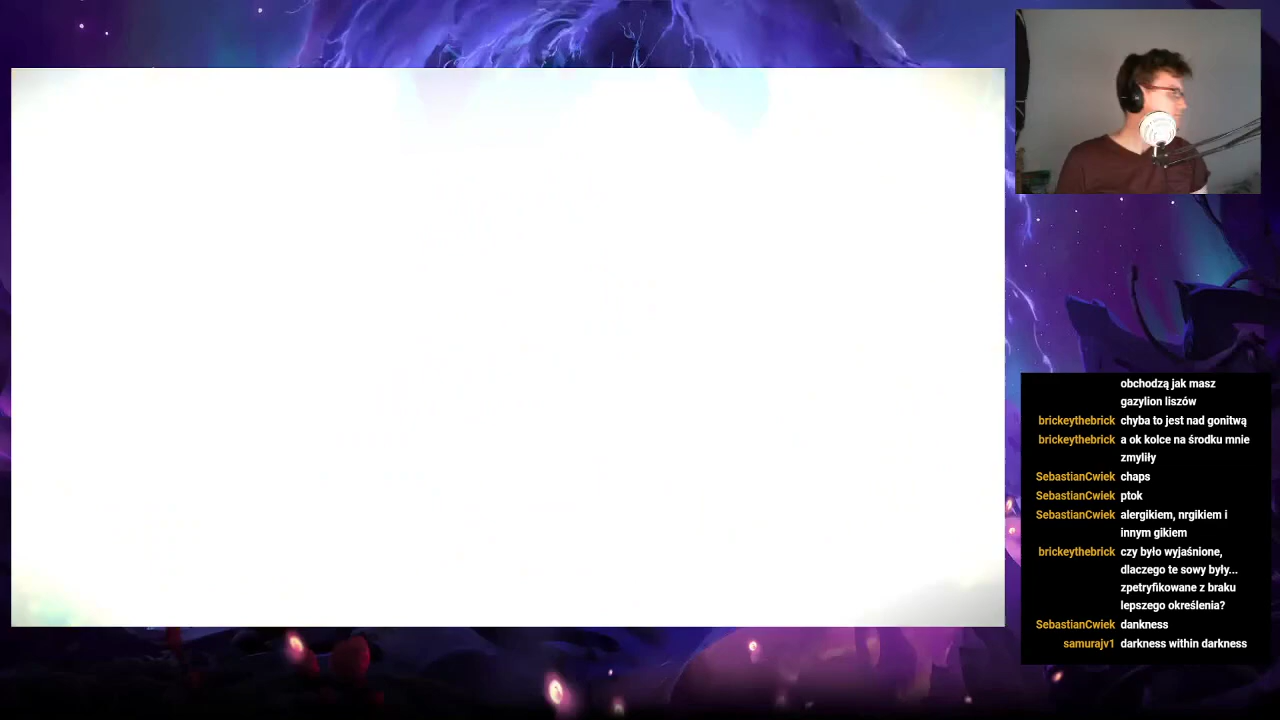 obchodzą jak masz
gazylion liszów
brickeythebrick chyba to jest nad gonitwą
brickeythebrick a ok kolce na środku mnie
zmyliły
SebastianCwiek chaps
SebastianCwiek ptok
SebastianCwiek alergikiem, nrgikiem i
innym gikiem
brickeythebrick czy było wyjaśnione,
dlaczego te sowy były...
zpetryfikowane z braku
lepszego określenia?
SebastianCwiek dankness
samurajv1 darkness within darkness